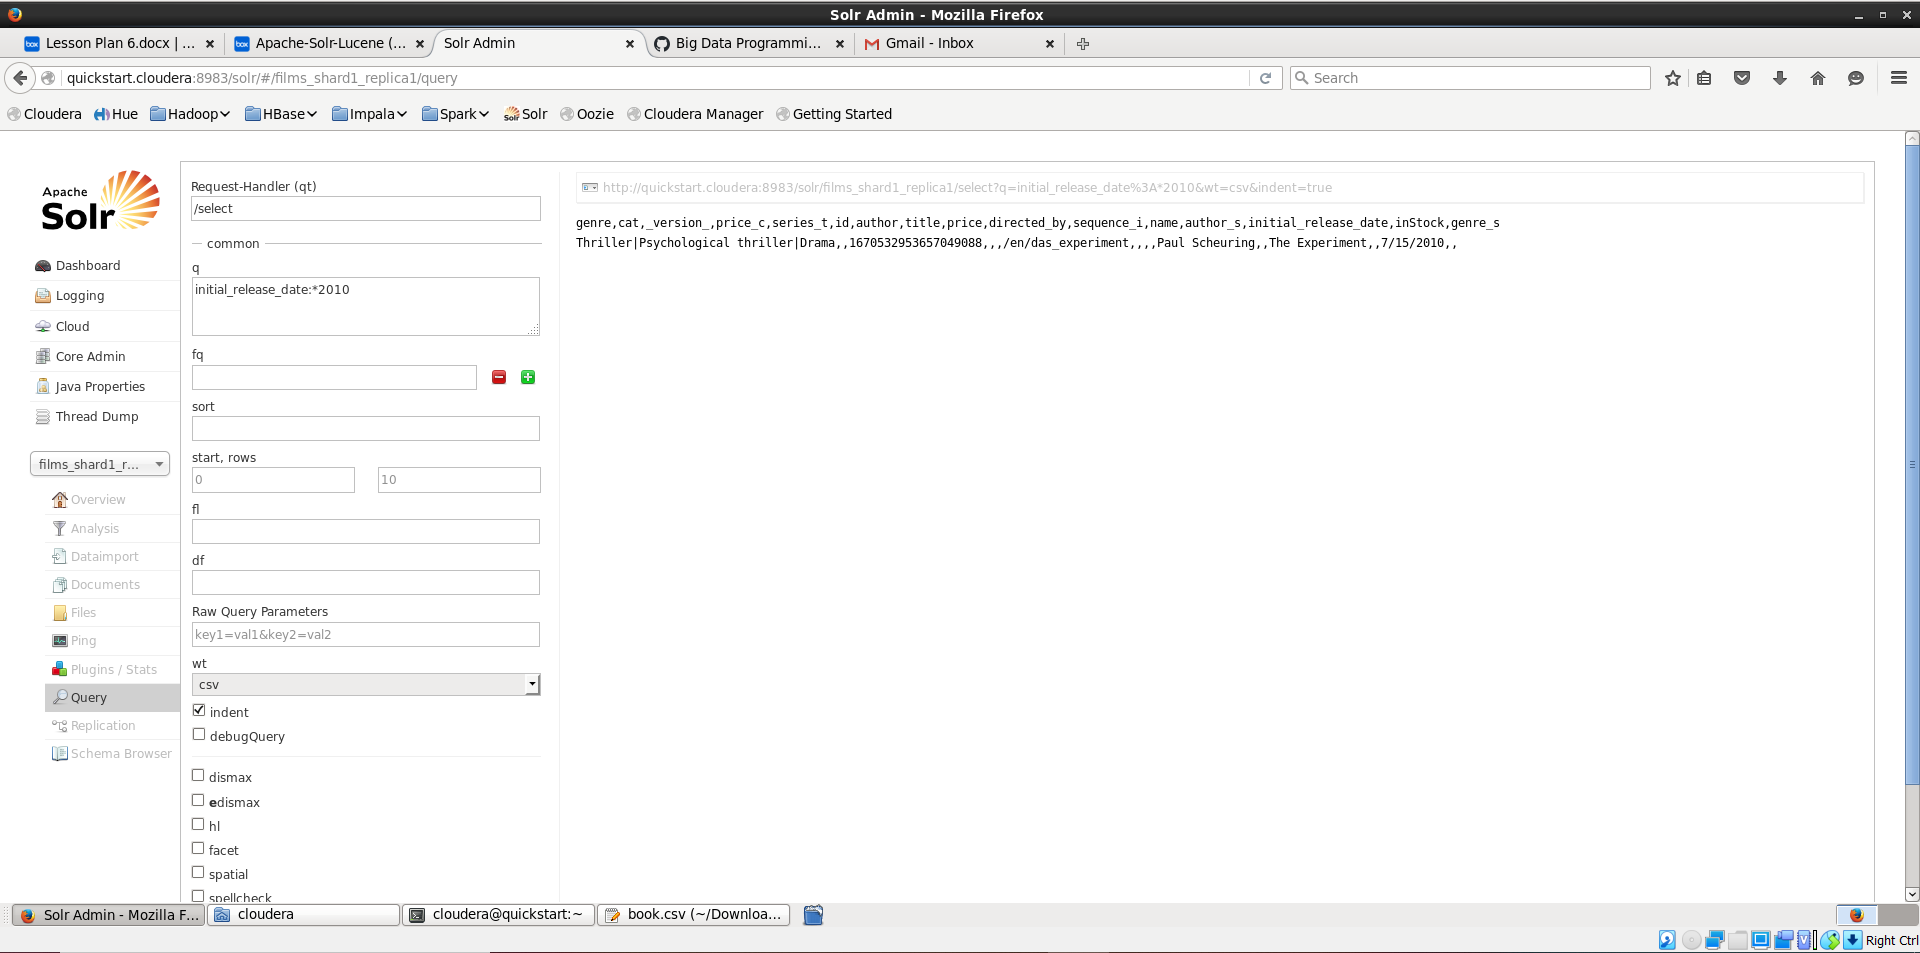 Solr Admin - Mozilla Firefox
Lesson Plan 6.docx | ...
Apache-Solr-Lucene (...
Solr Admin
Big Data Programmi...
Gmail - Inbox
quickstart.cloudera:8983/solr/#/films_shard1_replica1/query
Search
Cloudera
Hue
Hadoop
HBase
Impala
Spark
Solr
Oozie
Cloudera Manager
Getting Started
Apache
Solr
Dashboard
Logging
Cloud
Core Admin
Java Properties
Thread Dump
films_shard1_r...
Overview
Analysis
Dataimport
Documents
Files
Ping
Plugins / Stats
Query
Replication
Schema Browser
Request-Handler (qt)
/select
common
q
initial_release_date:*2010
fq
sort
start, rows
0
10
fl
df
Raw Query Parameters
key1=val1&key2=val2
wt
csv
indent
debugQuery
dismax
edismax
hl
facet
spatial
spellcheck
http://quickstart.cloudera:8983/solr/films_shard1_replica1/select?q=initial_release_date%3A*2010&wt=csv&indent=true
genre,cat,_version_,price_c,series_t,id,author,title,price,directed_by,sequence_i,name,author_s,initial_release_date,inStock,genre_s
Thriller|Psychological thriller|Drama,,1670532953657049088,,,/en/das_experiment,,,,Paul Scheuring,,The Experiment,,7/15/2010,,
Solr Admin - Mozilla F...
cloudera
cloudera@quickstart:~
book.csv (~/Downloa...
Right Ctrl